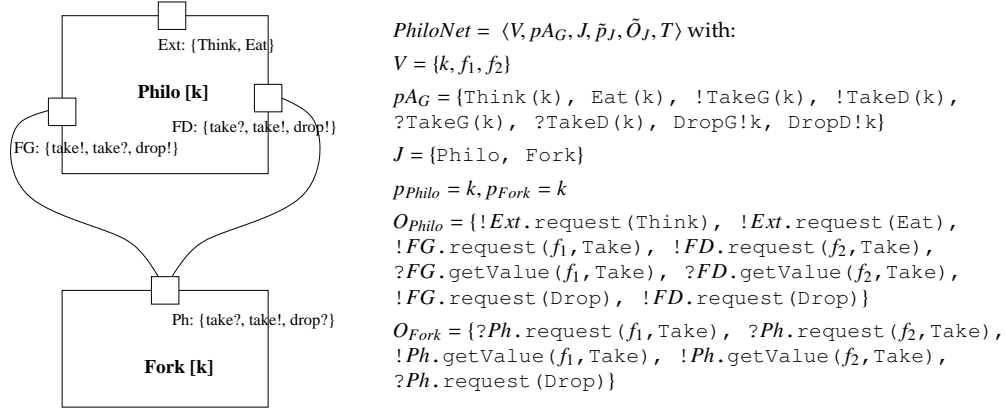 Ext: {Think, Eat}
Philo [k]
FD: {take?, take!, drop!}
FG: {take!, take?, drop!}
Ph: {take?, take!, drop?}
Fork [k]
PhiloNet = ⟨V, pA_G, J, p̃_J, Õ_J, T⟩ with:
V = {k, f₁, f₂}
pA_G = {Think(k), Eat(k), !TakeG(k), !TakeD(k),
?TakeG(k), ?TakeD(k), DropG!k, DropD!k}
J = {Philo, Fork}
p_Philo = k, p_Fork = k
O_Philo = {!Ext.request(Think), !Ext.request(Eat),
!FG.request(f₁,Take), !FD.request(f₂,Take),
?FG.getValue(f₁,Take), ?FD.getValue(f₂,Take),
!FG.request(Drop), !FD.request(Drop)}
O_Fork = {?Ph.request(f₁,Take), ?Ph.request(f₂,Take),
!Ph.getValue(f₁,Take), !Ph.getValue(f₂,Take),
?Ph.request(Drop)}